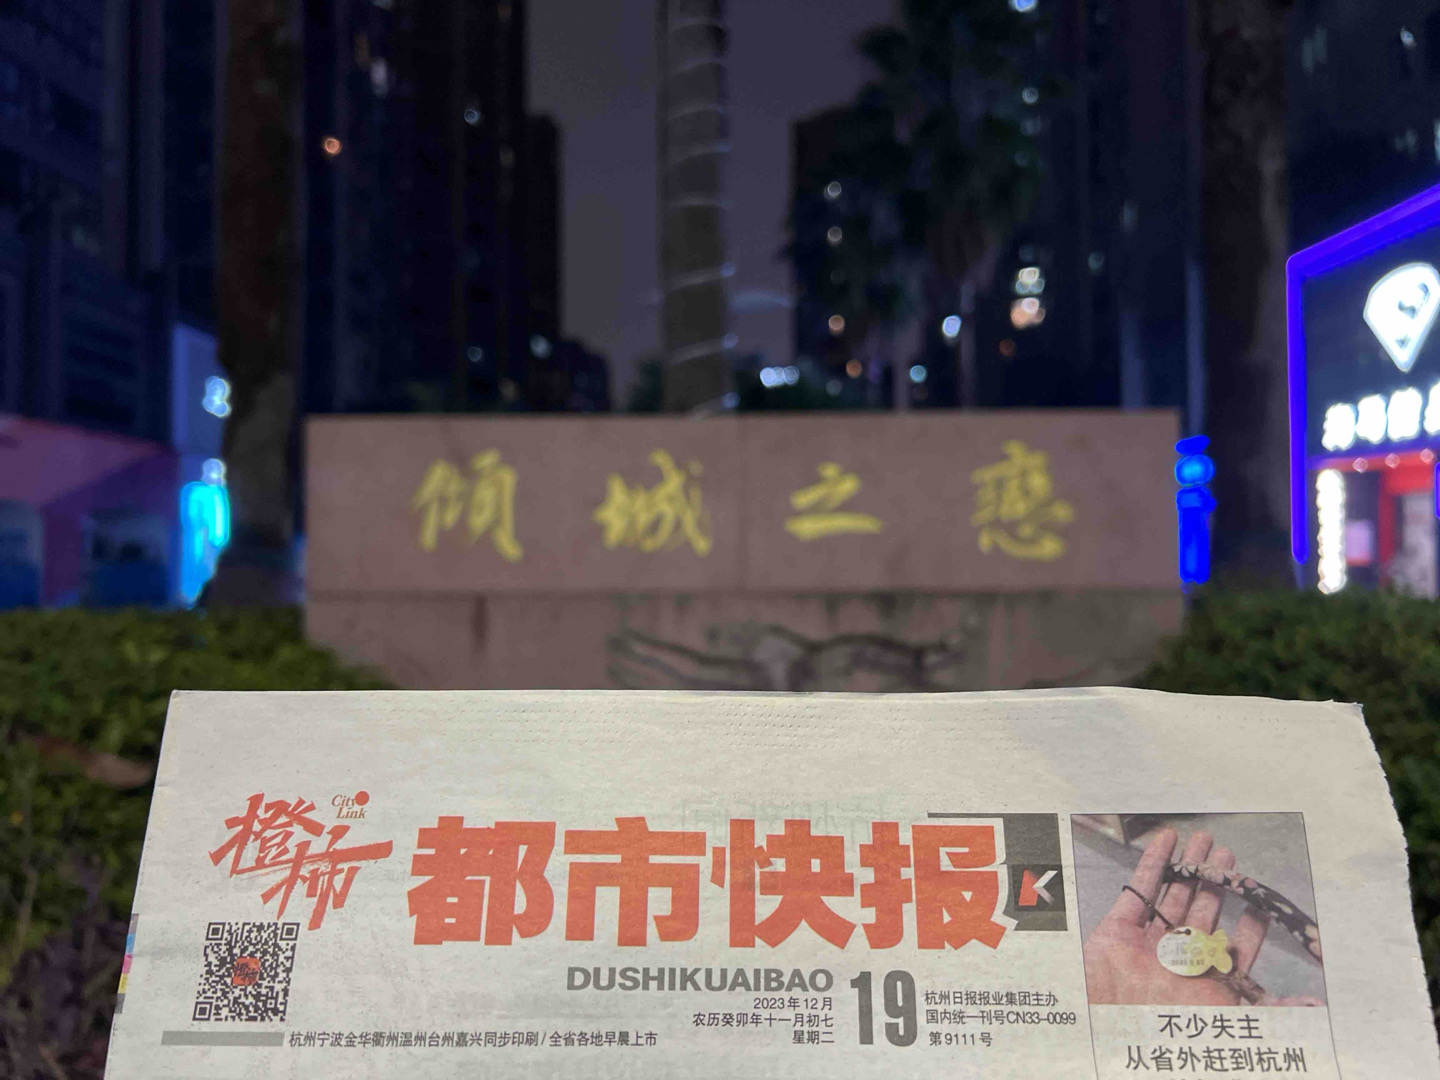 倾城之恋
橙柿
City
Link
都市快报
K
DUSHIKUAIBAO
2023年12月
农历癸卯年十一月初七
星期二
19
杭州日报报业集团主办
国内统一刊号CN33-0099
第9111号
杭州宁波金华衢州温州台州嘉兴同步印刷/全省各地早晨上市
不少失主
从省外赶到杭州